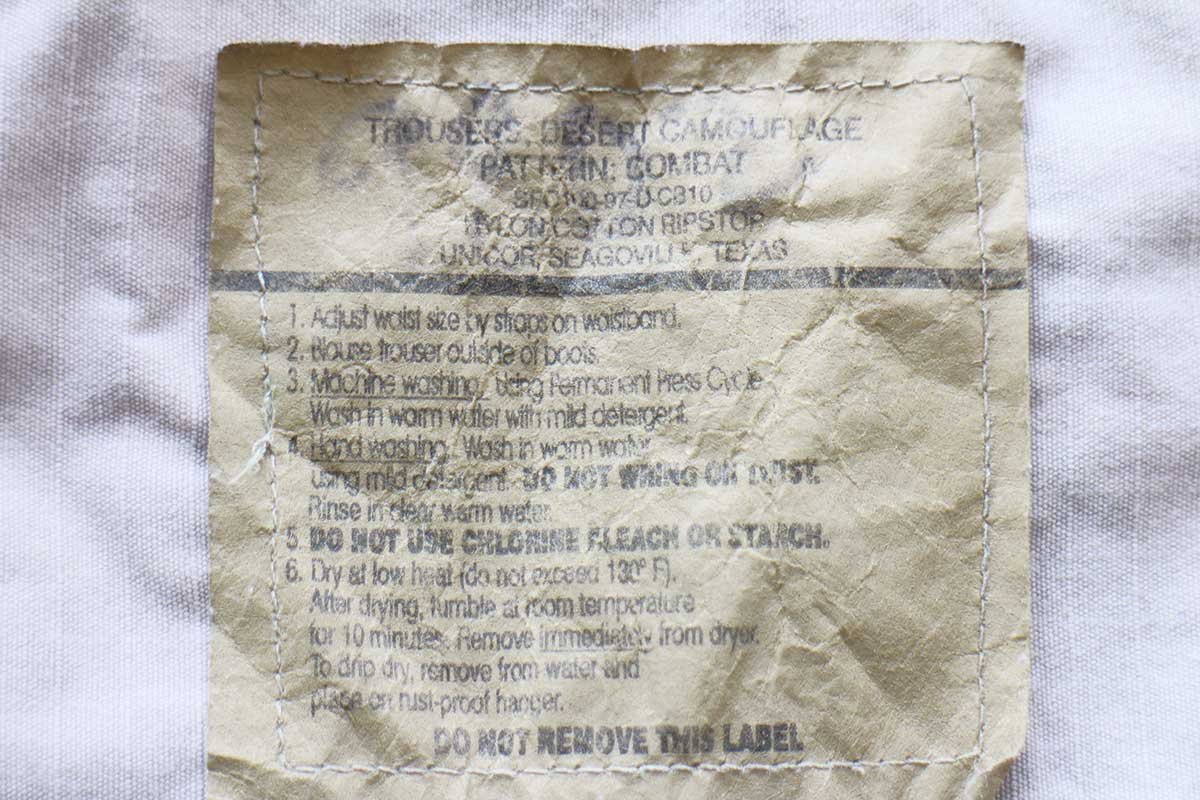 TROUSERS, DESERT CAMOUFLAGE
PATTERN: COMBAT
SPO100-97-D-C310
NYLON/COTTON RIPSTOP
UNICOR, SEAGOVILLE, TEXAS
1. Adjust waist size by straps on waistband.
2. Blouse trouser outside of boots.
3. Machine washing. Using Permanent Press Cycle
Wash in warm water with mild detergent.
4. Hand washing. Wash in warm water
using mild detergent. DO NOT WRING OR TWIST.
Rinse in clear warm water.
5. DO NOT USE CHLORINE BLEACH OR STARCH.
6. Dry at low heat (do not exceed 130° F).
After drying, tumble at room temperature
for 10 minutes. Remove immediately from dryer.
To drip dry, remove from water and
place on rust-proof hanger.
DO NOT REMOVE THIS LABEL